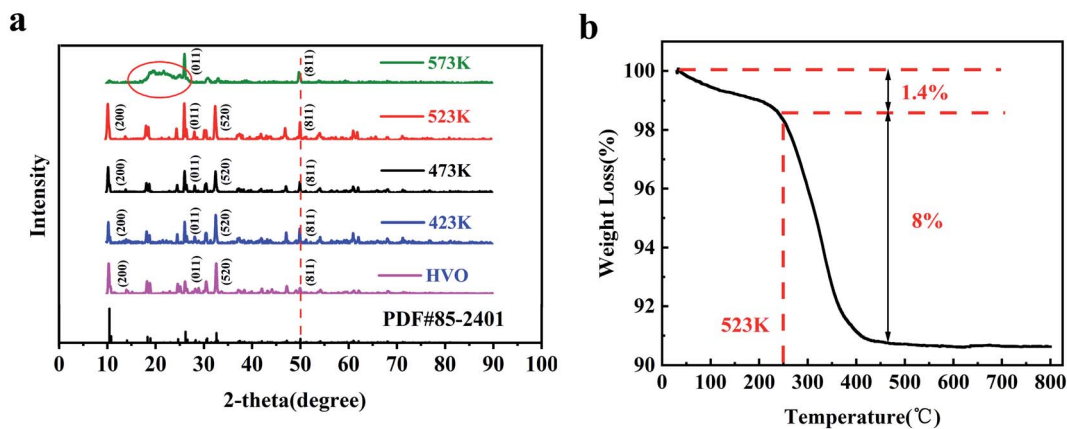 a
573K
(011)
(811)
523K
(200)
(011)
(520)
(811)
473K
(200)
(011)
(520)
(811)
423K
(200)
(011)
(520)
(811)
HVO
(200)
(011)
(520)
(811)
PDF#85-2401
Intensity
0 10 20 30 40 50 60 70 80 90 100
2-theta(degree)
b
100
98
96
94
92
91
90
Weight Loss(%)
1.4%
8%
523K
0 100 200 300 400 500 600 700 800
Temperature(℃)